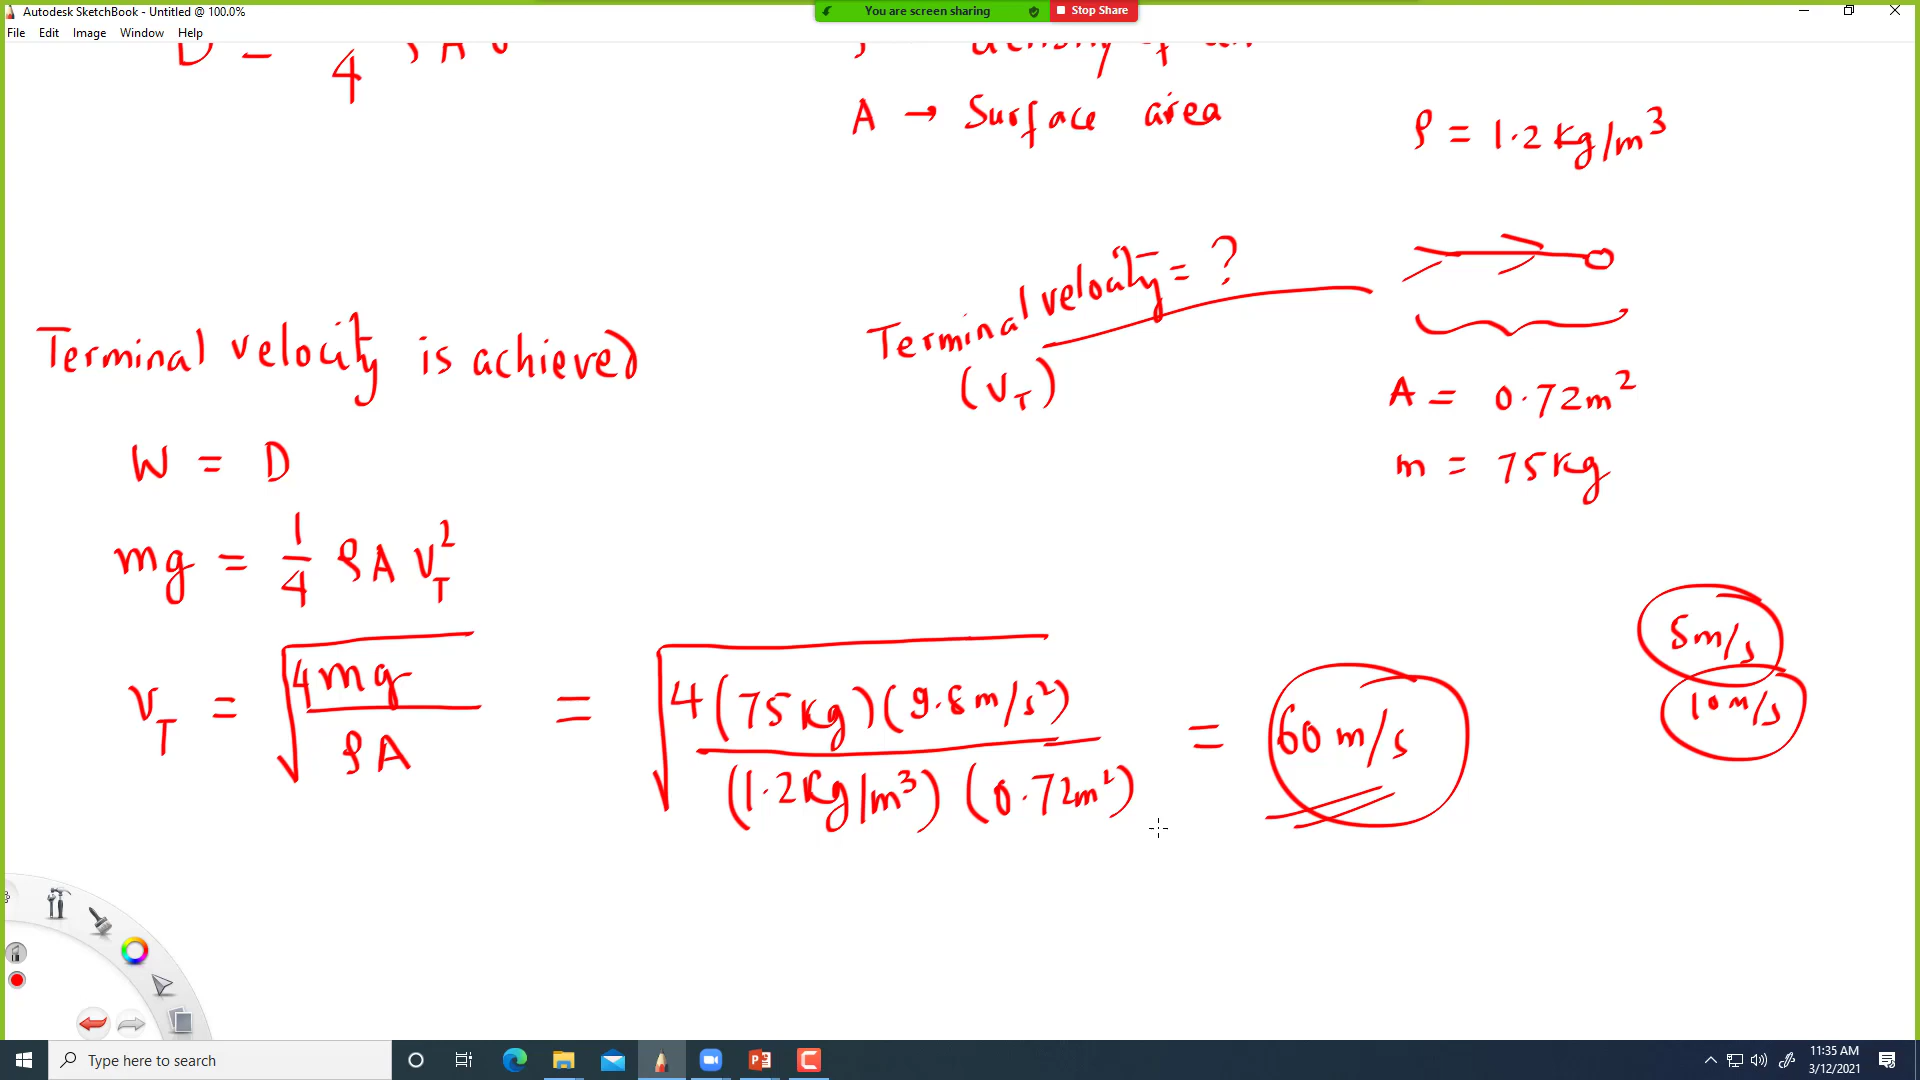 Autodesk SketchBook - Untitled @ 100.0%
You are screen sharing
Stop Share
File Edit Image Window Help
4
A → Surface area
ρ = 1.2 kg/m³
Terminal velocity = ?
(V_T)
Terminal velocity is achieved
A = 0.72m²
m = 75kg
W = D
mg = 1/4 ρ A V_T²
5m/s
10 m/s
V_T = √(4mg / ρA) = √(4(75kg)(9.8m/s²) / (1.2kg/m³)(0.72m²)) = 60 m/s
Type here to search
11:35 AM
3/12/2021